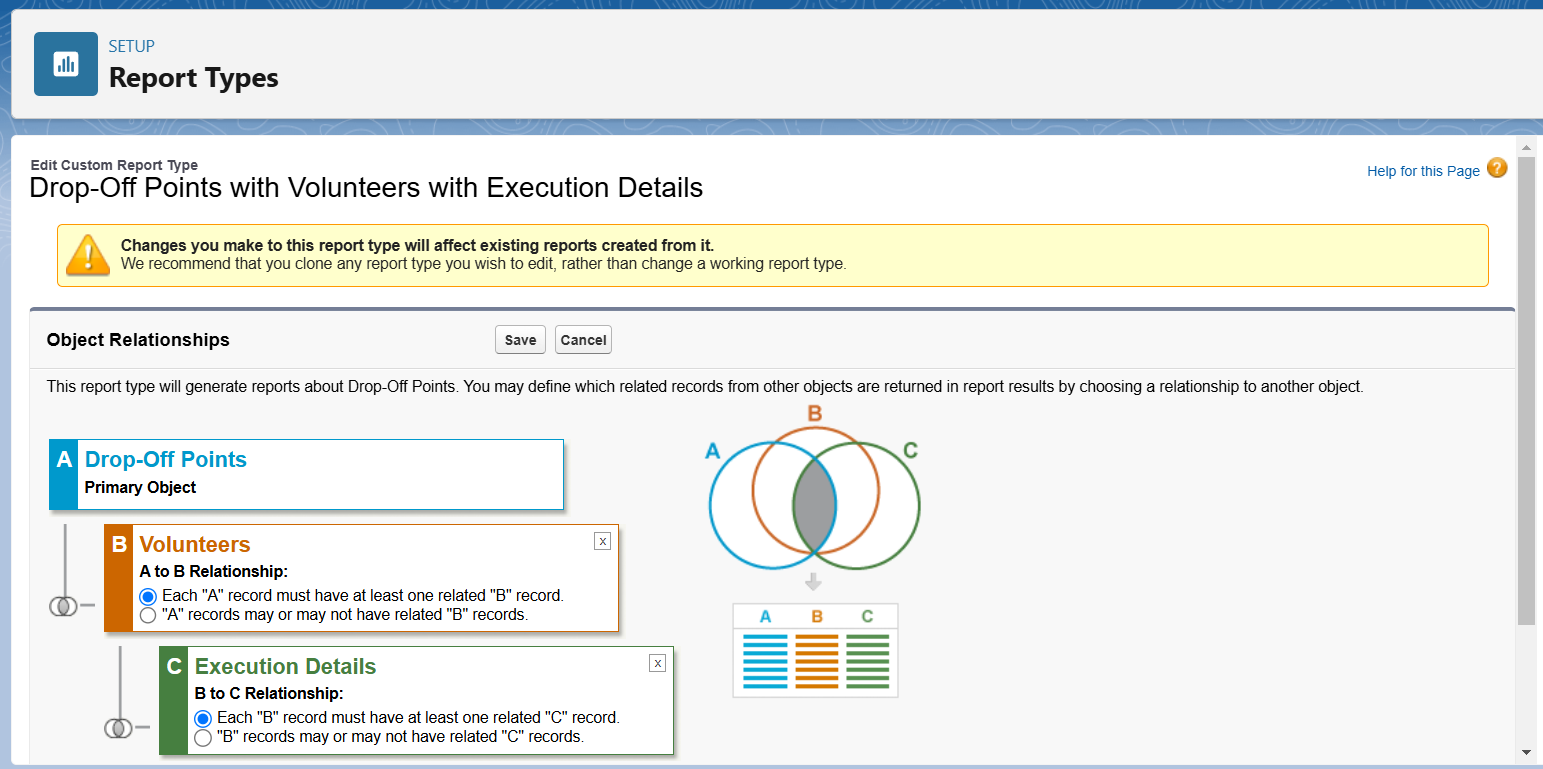 SETUP
Report Types
Edit Custom Report Type
Drop-Off Points with Volunteers with Execution Details
Help for this Page ?
Changes you make to this report type will affect existing reports created from it.
We recommend that you clone any report type you wish to edit, rather than change a working report type.
Object Relationships
Save
Cancel
This report type will generate reports about Drop-Off Points. You may define which related records from other objects are returned in report results by choosing a relationship to another object.
A Drop-Off Points
Primary Object
B Volunteers
x
A to B Relationship:
Each "A" record must have at least one related "B" record.
"A" records may or may not have related "B" records.
C Execution Details
x
B to C Relationship:
Each "B" record must have at least one related "C" record.
"B" records may or may not have related "C" records.
B
A
C
A B C